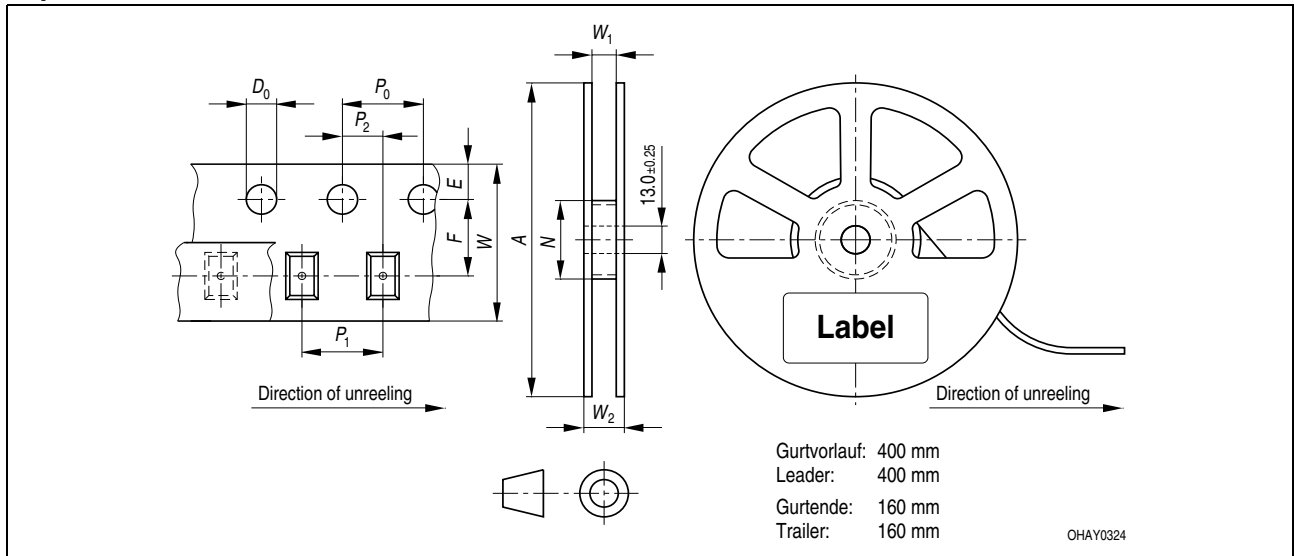 W1
D0
P0
P2
E
F
W
A
N
13.0±0.25
P1
W2
Label
Direction of unreeling
Direction of unreeling
Gurtvorlauf: 400 mm
Leader: 400 mm
Gurtende: 160 mm
Trailer: 160 mm
OHAY0324